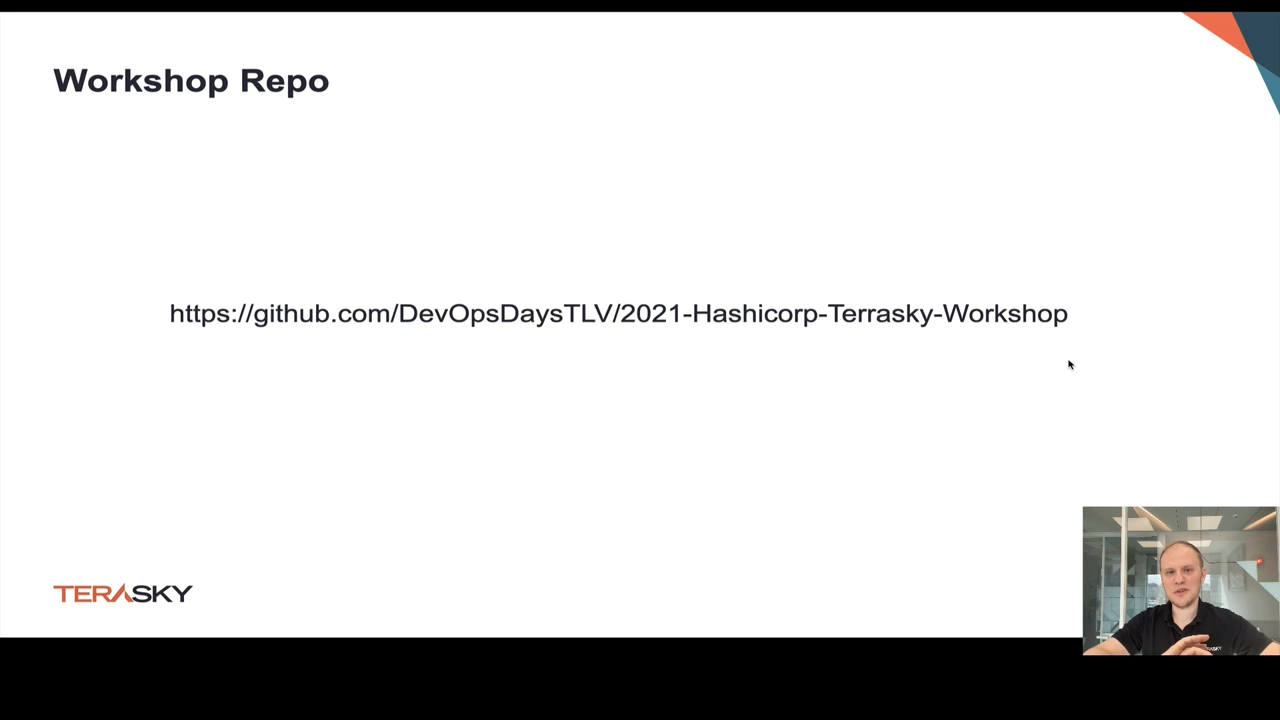 Workshop Repo
https://github.com/DevOpsDaysTLV/2021-Hashicorp-Terrasky-Workshop
TERASKY